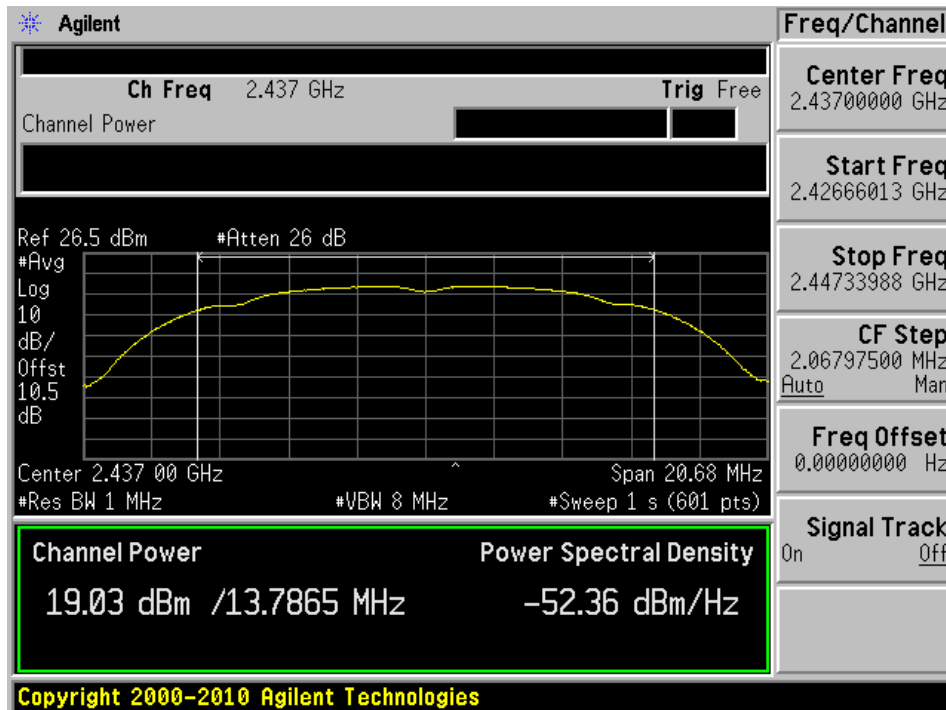 Agilent
Freq/Channel
Ch Freq 2.437 GHz Trig Free
Channel Power
Center Freq
2.43700000 GHz
Start Freq
2.42666013 GHz
Stop Freq
2.44733988 GHz
CF Step
2.06797500 MHz
Auto Man
Freq Offset
0.00000000 Hz
Signal Track
On Off
Ref 26.5 dBm #Atten 26 dB
#Avg
Log
10
dB/
Offst
10.5
dB
Center 2.437 00 GHz ^ Span 20.68 MHz
#Res BW 1 MHz #VBW 8 MHz #Sweep 1 s (601 pts)
Channel Power Power Spectral Density
19.03 dBm /13.7865 MHz -52.36 dBm/Hz
Copyright 2000-2010 Agilent Technologies